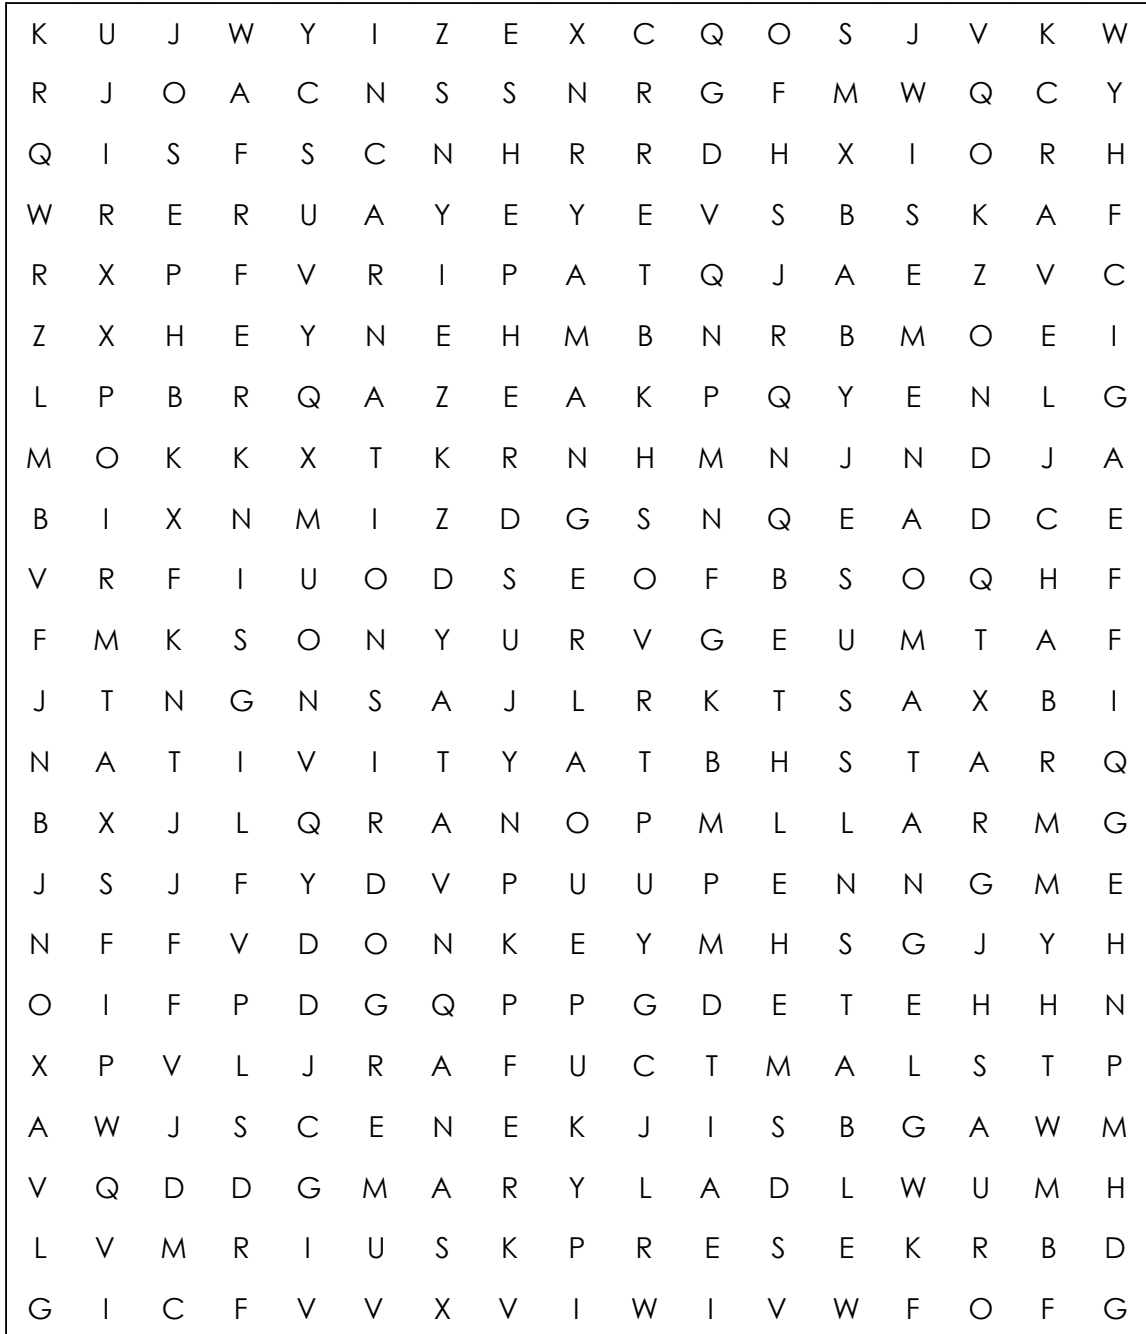 K U J W Y I Z E X C Q O S J V K W
R J O A C N S S N R G F M W Q C Y
Q I S F S C N H R R D H X I O R H
W R E R U A Y E Y E V S B S K A F
R X P F V R I P A T Q J A E Z V C
Z X H E Y N E H M B N R B M O E I
L P B R Q A Z E A K P Q Y E N L G
M O K K X T K R N H M N J N D J A
B I X N M I Z D G S N Q E A D C E
V R F I U O D S E O F B S O Q H F
F M K S O N Y U R V G E U M T A F
J T N G N S A J L R K T S A X B I
N A T I V I T Y A T B H S T A R Q
B X J L Q R A N O P M L L A R M G
J S J F Y D V P U U P E N N G M E
N F F V D O N K E Y M H S G J Y H
O I F P D G Q P P G D E T E H H N
X P V L J R A F U C T M A L S T P
A W J S C E N E K J I S B G A W M
V Q D D G M A R Y L A D L W U M H
L V M R I U S K P R E S E K R B D
G I C F V V X V I W I V W F O F G